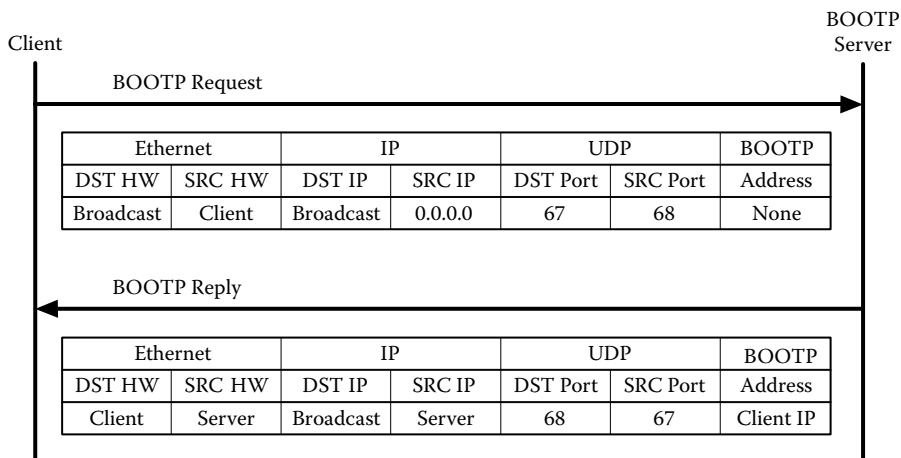 BOOTP
Client Server
BOOTP Request
Ethernet IP UDP BOOTP
DST HW SRC HW DST IP SRC IP DST Port SRC Port Address
Broadcast Client Broadcast 0.0.0.0 67 68 None
BOOTP Reply
Ethernet IP UDP BOOTP
DST HW SRC HW DST IP SRC IP DST Port SRC Port Address
Client Server Broadcast Server 68 67 Client IP